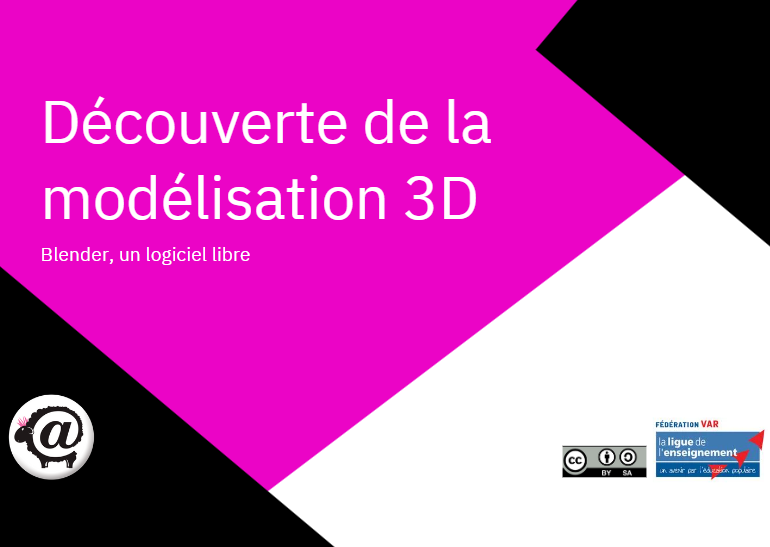 Découverte de la
modélisation 3D
Blender, un logiciel libre
@
FÉDÉRATION VAR
la ligue de
l'enseignement
un avenir par l'éducation populaire
cc
BY SA